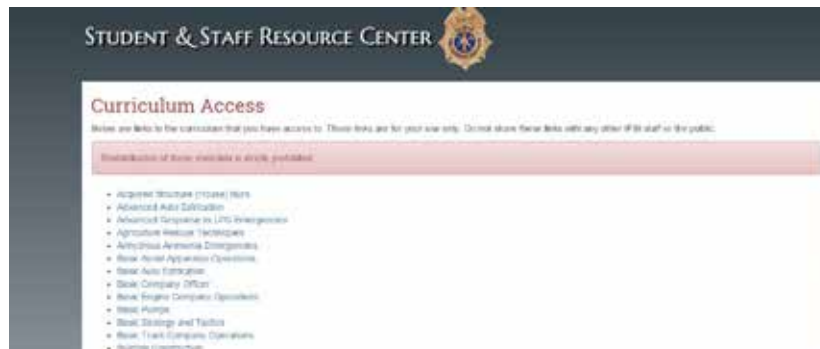 STUDENT & STAFF RESOURCE CENTER
Curriculum Access
Below are links to the curriculum that you have access to. These links are for your use only. Do not share these links with any other staff or the public.
Redistribution of these materials is strictly prohibited.
Acquired Structure (House) Burn
Advanced Auto Extrication
Advanced Response to LPG Emergencies
Agriculture Rescue Techniques
Anhydrous Ammonia Emergencies
Basic Aerial Apparatus Operations
Basic Auto Extrication
Basic Company Officer
Basic Engine Company Operations
Basic Pumps
Basic Strategy and Tactics
Basic Truck Company Operations
Building Construction